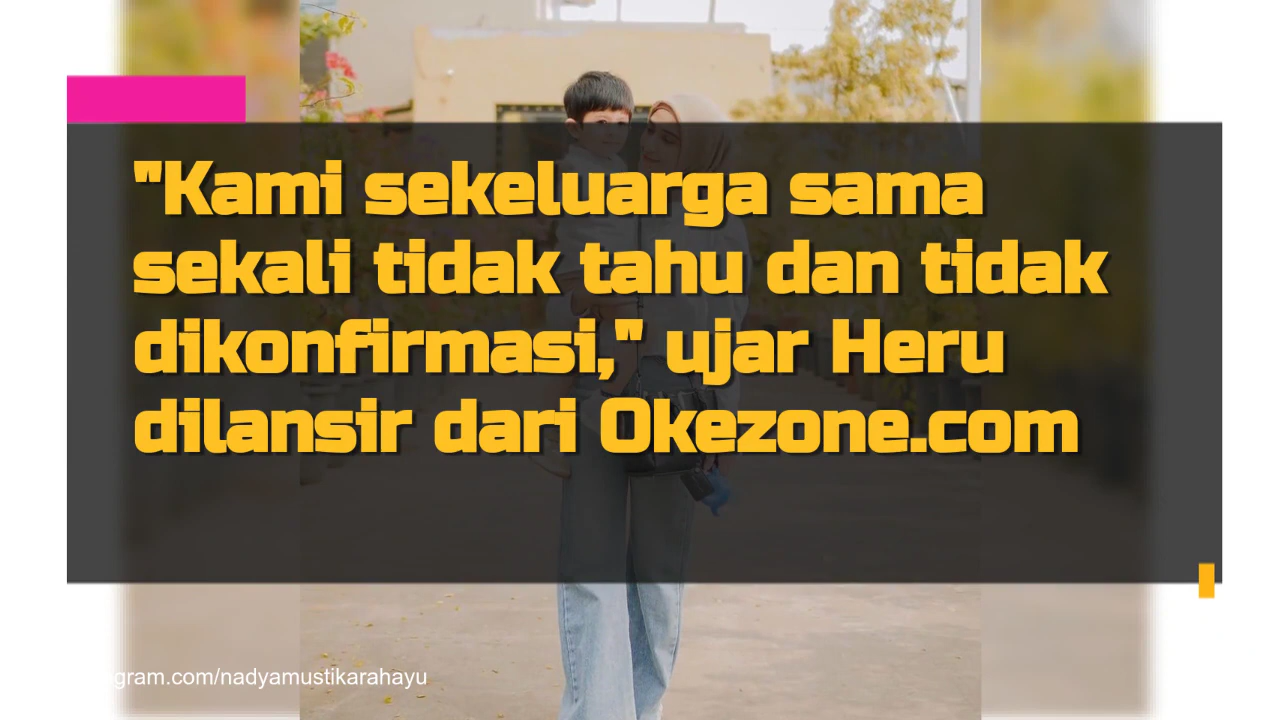 "Kami sekeluarga sama
sekali tidak tahu dan tidak
dikonfirmasi," ujar Heru
dilansir dari Okezone.com
gram.com/nadyamustikarahayu